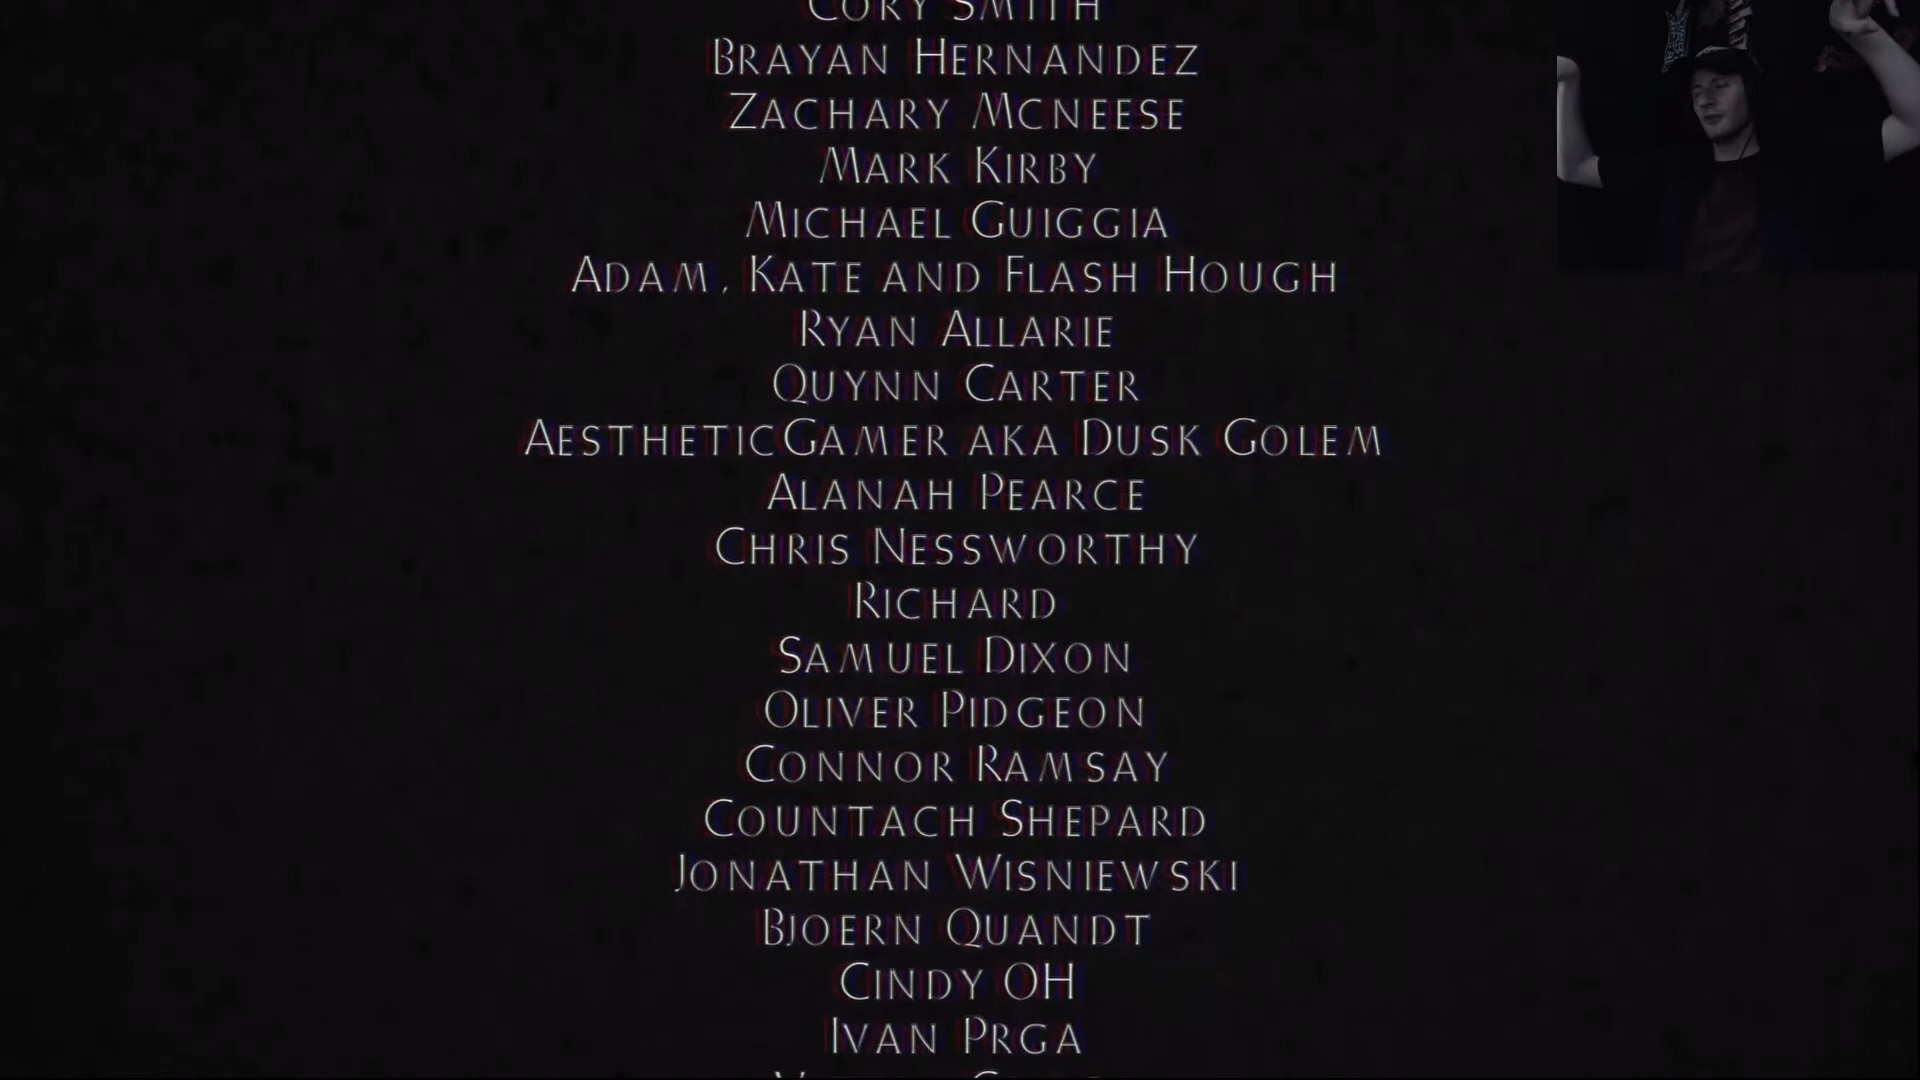 Cory Smith
Brayan Hernandez
Zachary Mcneese
Mark Kirby
Michael Guiggia
Adam, Kate and Flash Hough
Ryan Allarie
Quynn Carter
AestheticGamer aka Dusk Golem
Alanah Pearce
Chris Nessworthy
Richard
Samuel Dixon
Oliver Pidgeon
Connor Ramsay
Countach Shepard
Jonathan Wisniewski
Bjoern Quandt
Cindy OH
Ivan Prga